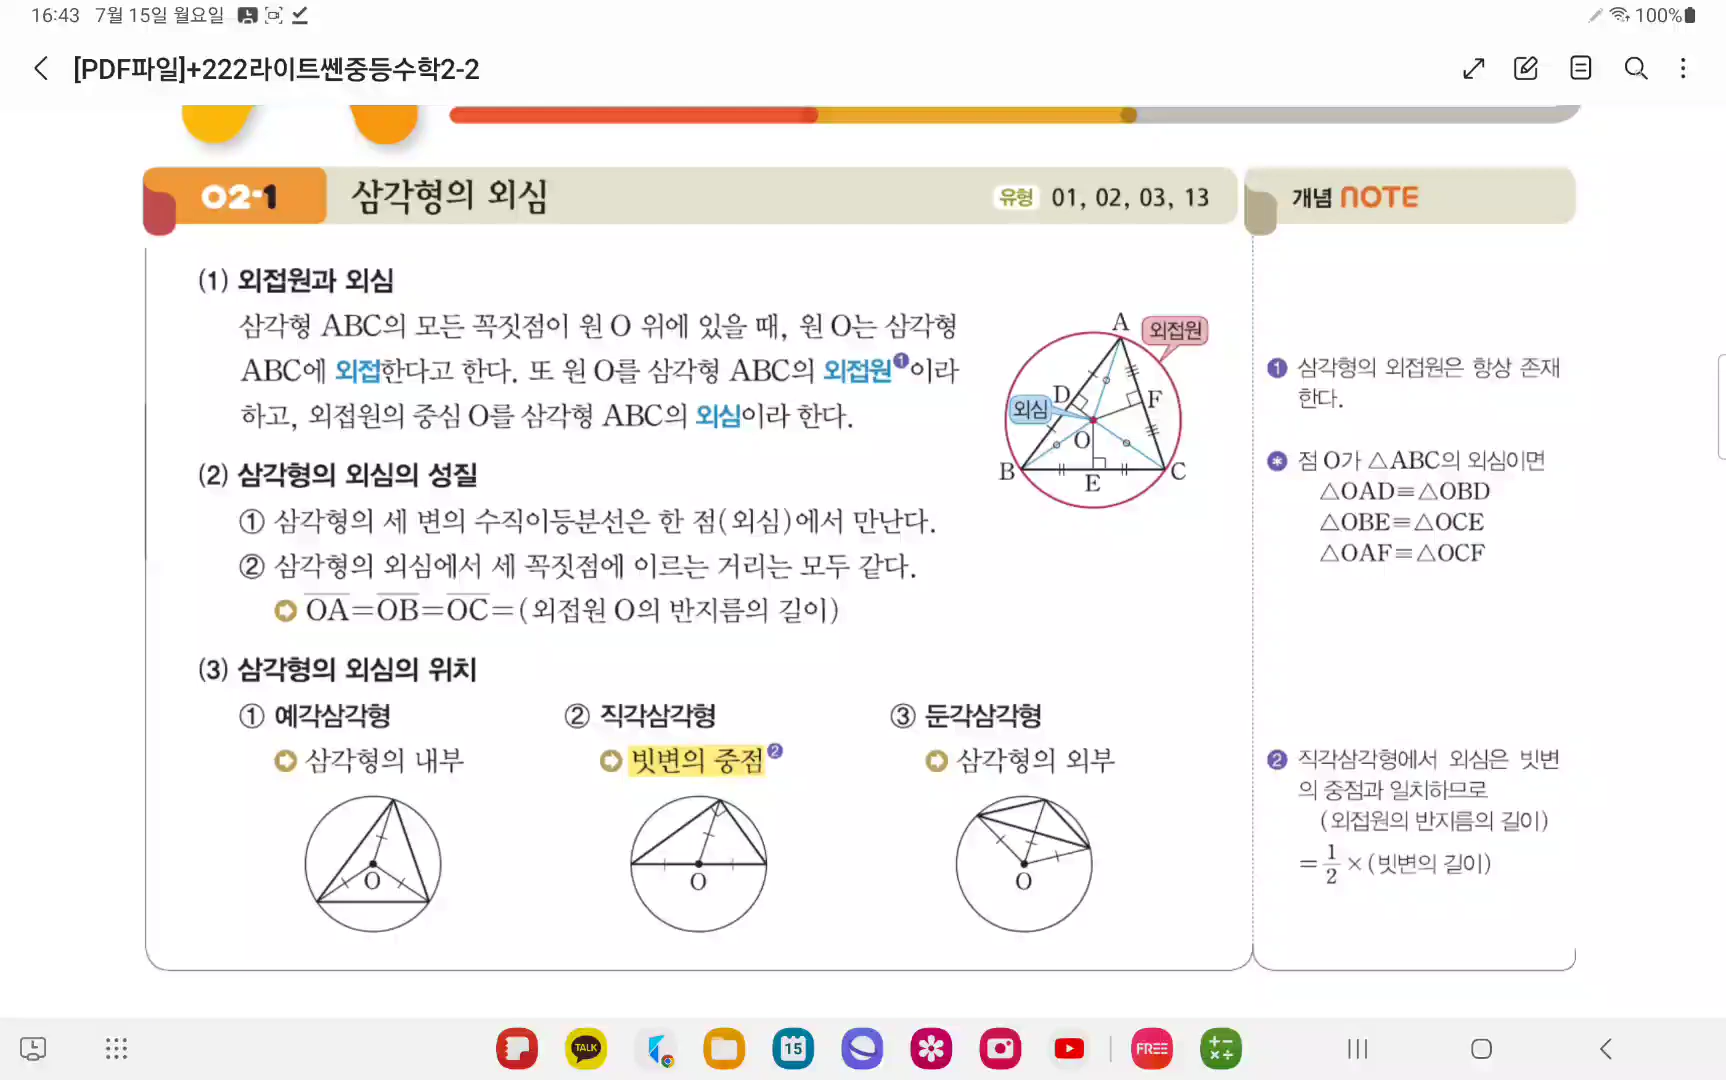 16:43 7월 15일 월요일
100%
[PDF파일]+222라이트쎈중등수학2-2
02-1 삼각형의 외심
유형 01, 02, 03, 13
개념 NOTE
(1) 외접원과 외심
삼각형 ABC의 모든 꼭짓점이 원 O 위에 있을 때, 원 O는 삼각형
ABC에 외접한다고 한다. 또 원 O를 삼각형 ABC의 외접원❶이라
하고, 외접원의 중심 O를 삼각형 ABC의 외심이라 한다.
A
외접원
D
F
외심
O
B
E
C
(2) 삼각형의 외심의 성질
① 삼각형의 세 변의 수직이등분선은 한 점(외심)에서 만난다.
② 삼각형의 외심에서 세 꼭짓점에 이르는 거리는 모두 같다.
OA=OB=OC=(외접원 O의 반지름의 길이)
(3) 삼각형의 외심의 위치
① 예각삼각형
삼각형의 내부
O
② 직각삼각형
빗변의 중점❷
O
③ 둔각삼각형
삼각형의 외부
O
❶ 삼각형의 외접원은 항상 존재
한다.
* 점 O가 △ABC의 외심이면
△OAD≡△OBD
△OBE≡△OCE
△OAF≡△OCF
❷ 직각삼각형에서 외심은 빗변
의 중점과 일치하므로
(외접원의 반지름의 길이)
=1/2×(빗변의 길이)
TALK
15
FREE